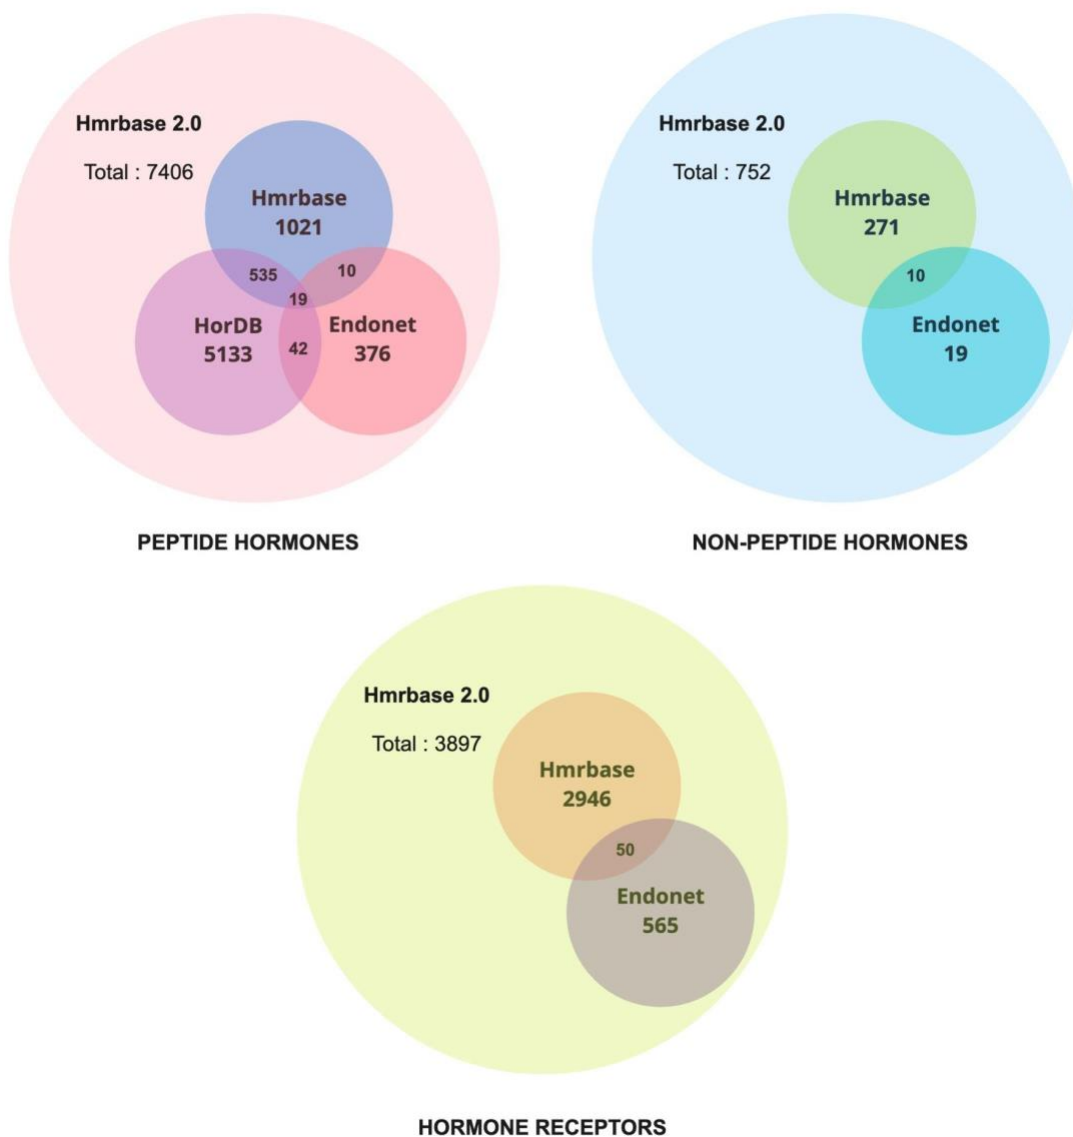 Hmrbase 2.0
Total : 7406
Hmrbase
1021
535
10
19
HorDB
5133
42
Endonet
376
PEPTIDE HORMONES
Hmrbase 2.0
Total : 752
Hmrbase
271
10
Endonet
19
NON-PEPTIDE HORMONES
Hmrbase 2.0
Total : 3897
Hmrbase
2946
50
Endonet
565
HORMONE RECEPTORS